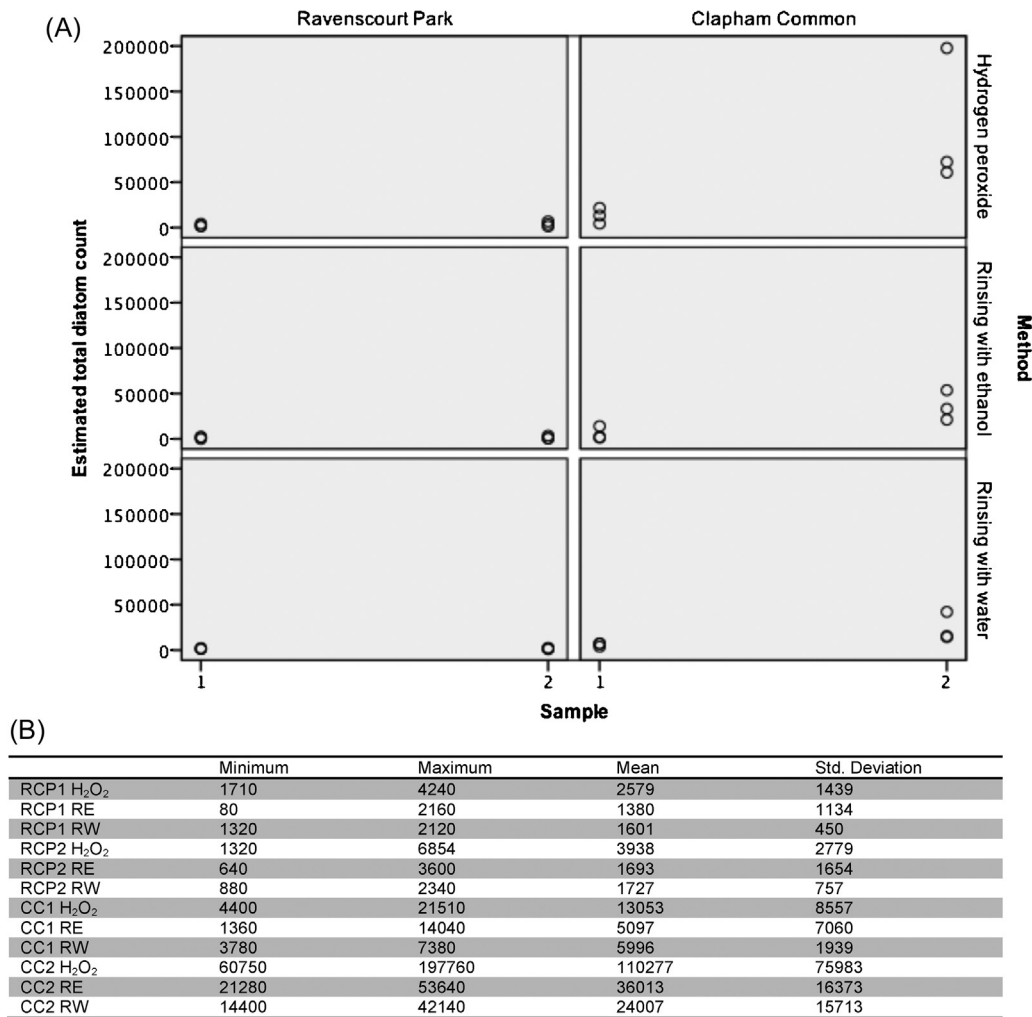 (A)
Ravenscourt Park
Clapham Common
200000
150000
100000
50000
0
Hydrogen peroxide
200000
150000
100000
50000
0
Rinsing with ethanol
200000
150000
100000
50000
0
Rinsing with water
Estimated total diatom count
Method
1 2 1 2
Sample
(B)
Minimum Maximum Mean Std. Deviation
RCP1 H₂O₂ 1710 4240 2579 1439
RCP1 RE 80 2160 1380 1134
RCP1 RW 1320 2120 1601 450
RCP2 H₂O₂ 1320 6854 3938 2779
RCP2 RE 640 3600 1693 1654
RCP2 RW 880 2340 1727 757
CC1 H₂O₂ 4400 21510 13053 8557
CC1 RE 1360 14040 5097 7060
CC1 RW 3780 7380 5996 1939
CC2 H₂O₂ 60750 197760 110277 75983
CC2 RE 21280 53640 36013 16373
CC2 RW 14400 42140 24007 15713